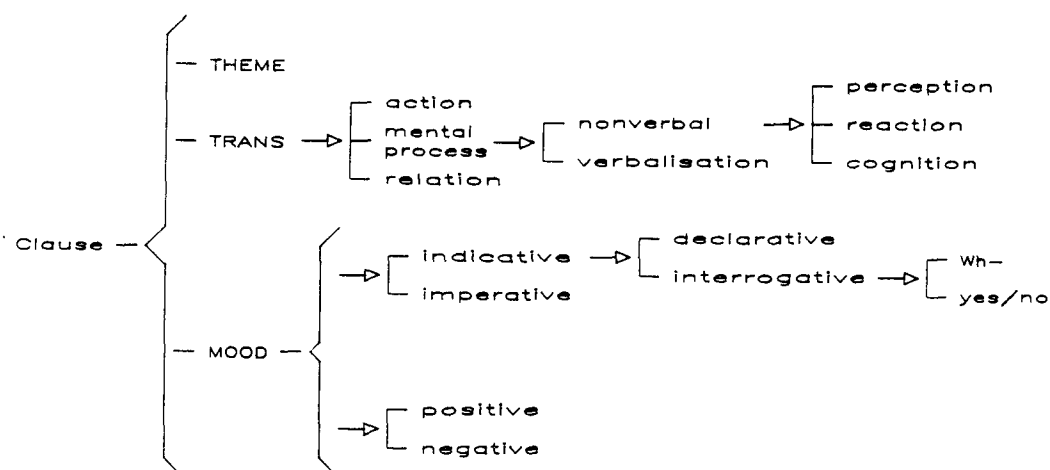 THEME
TRANS
action
mental
process
relation
nonverbal
verbalisation
perception
reaction
cognition
Clause
MOOD
indicative
imperative
declarative
interrogative
Wh-
yes/no
positive
negative